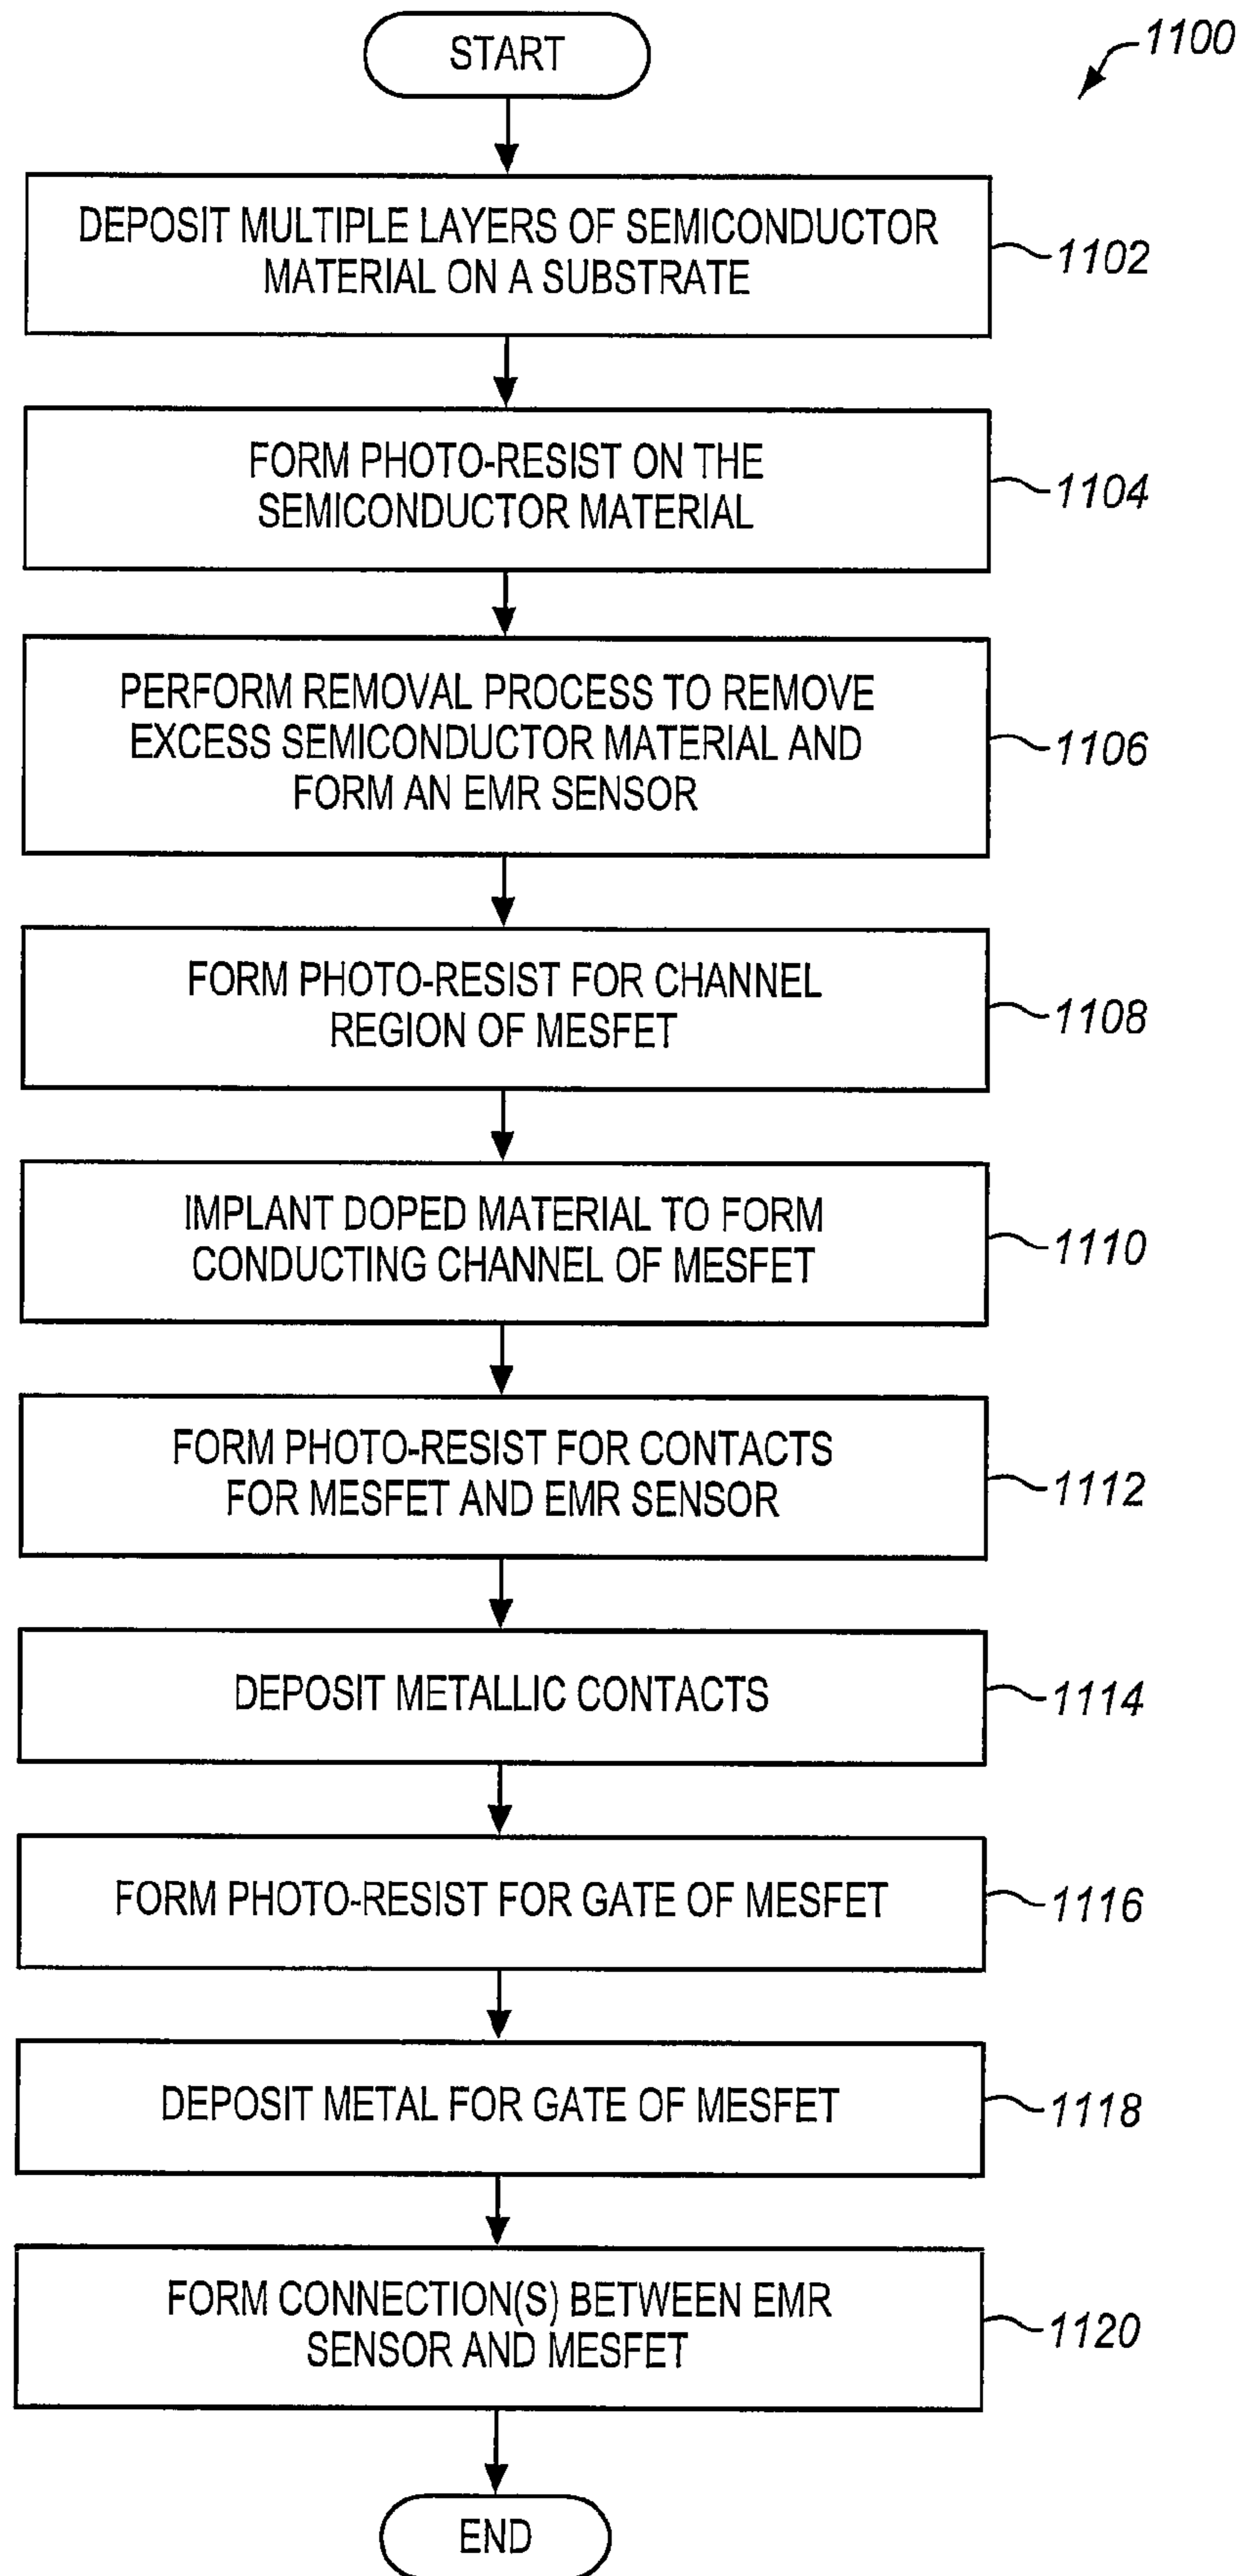 START
1100
DEPOSIT MULTIPLE LAYERS OF SEMICONDUCTOR
MATERIAL ON A SUBSTRATE
1102
FORM PHOTO-RESIST ON THE
SEMICONDUCTOR MATERIAL
1104
PERFORM REMOVAL PROCESS TO REMOVE
EXCESS SEMICONDUCTOR MATERIAL AND
FORM AN EMR SENSOR
1106
FORM PHOTO-RESIST FOR CHANNEL
REGION OF MESFET
1108
IMPLANT DOPED MATERIAL TO FORM
CONDUCTING CHANNEL OF MESFET
1110
FORM PHOTO-RESIST FOR CONTACTS
FOR MESFET AND EMR SENSOR
1112
DEPOSIT METALLIC CONTACTS
1114
FORM PHOTO-RESIST FOR GATE OF MESFET
1116
DEPOSIT METAL FOR GATE OF MESFET
1118
FORM CONNECTION(S) BETWEEN EMR
SENSOR AND MESFET
1120
END